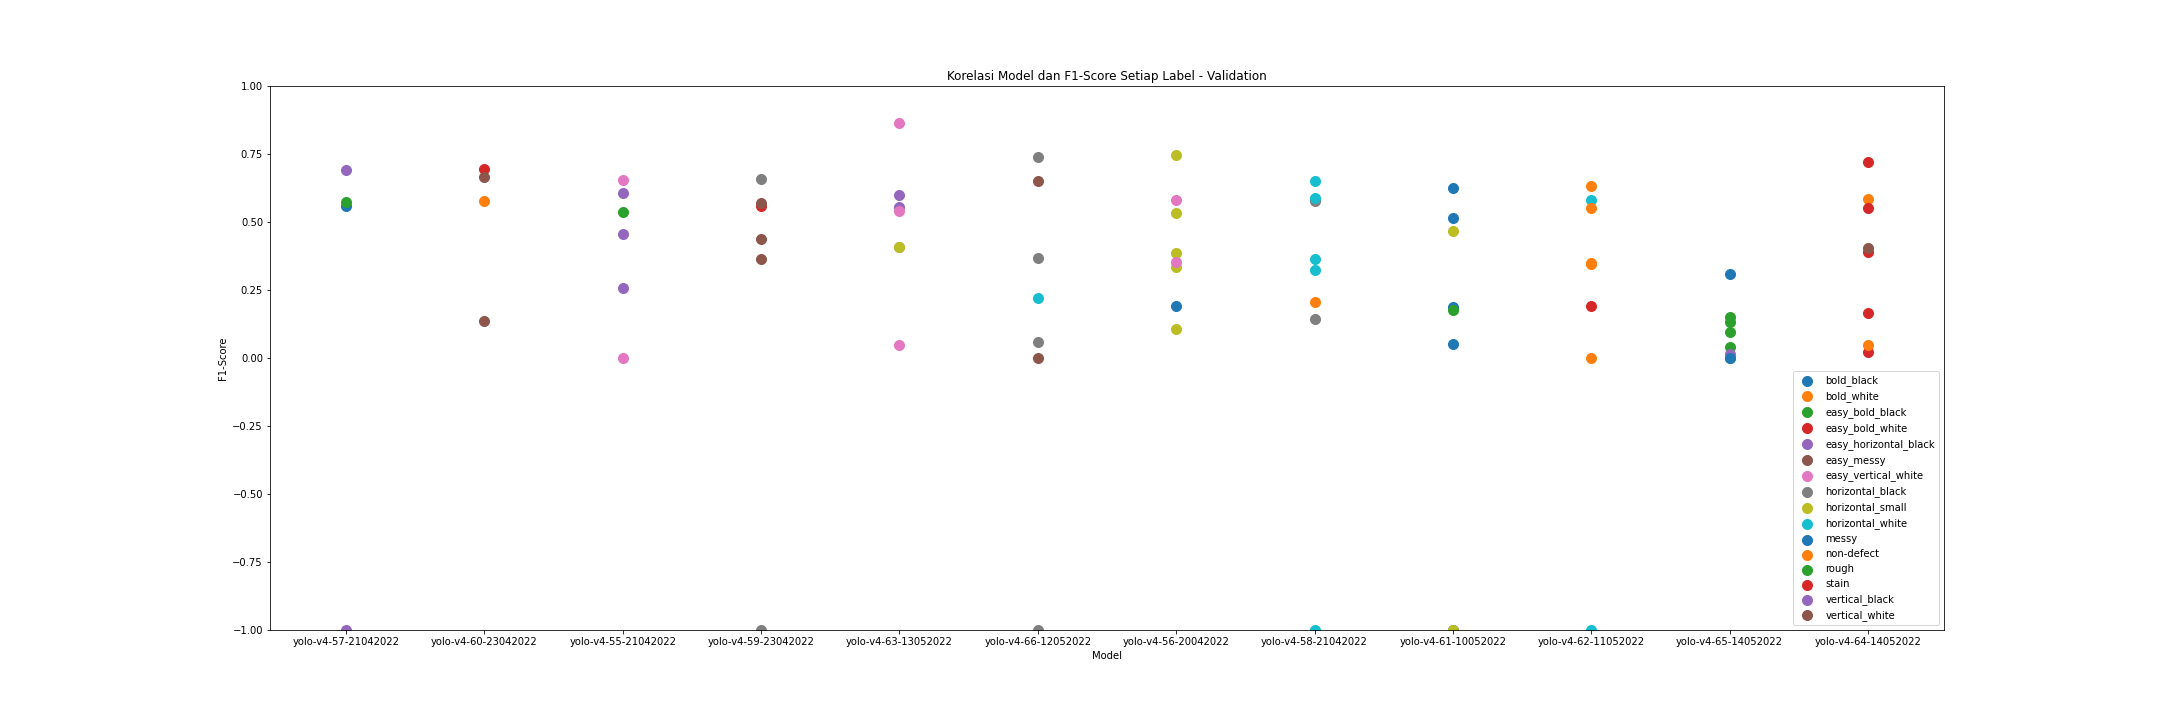 Korelasi Model dan F1-Score Setiap Label - Validation
1.00
0.75
0.50
0.25
0.00
−0.25
−0.50
−0.75
−1.00
F1-Score
bold_black
bold_white
easy_bold_black
easy_bold_white
easy_horizontal_black
easy_messy
easy_vertical_white
horizontal_black
horizontal_small
horizontal_white
messy
non-defect
rough
stain
vertical_black
vertical_white
yolo-v4-57-21042022 yolo-v4-60-23042022 yolo-v4-55-21042022 yolo-v4-59-23042022 yolo-v4-63-13052022 yolo-v4-66-12052022 yolo-v4-56-20042022 yolo-v4-58-21042022 yolo-v4-61-10052022 yolo-v4-62-11052022 yolo-v4-65-14052022 yolo-v4-64-14052022
Model